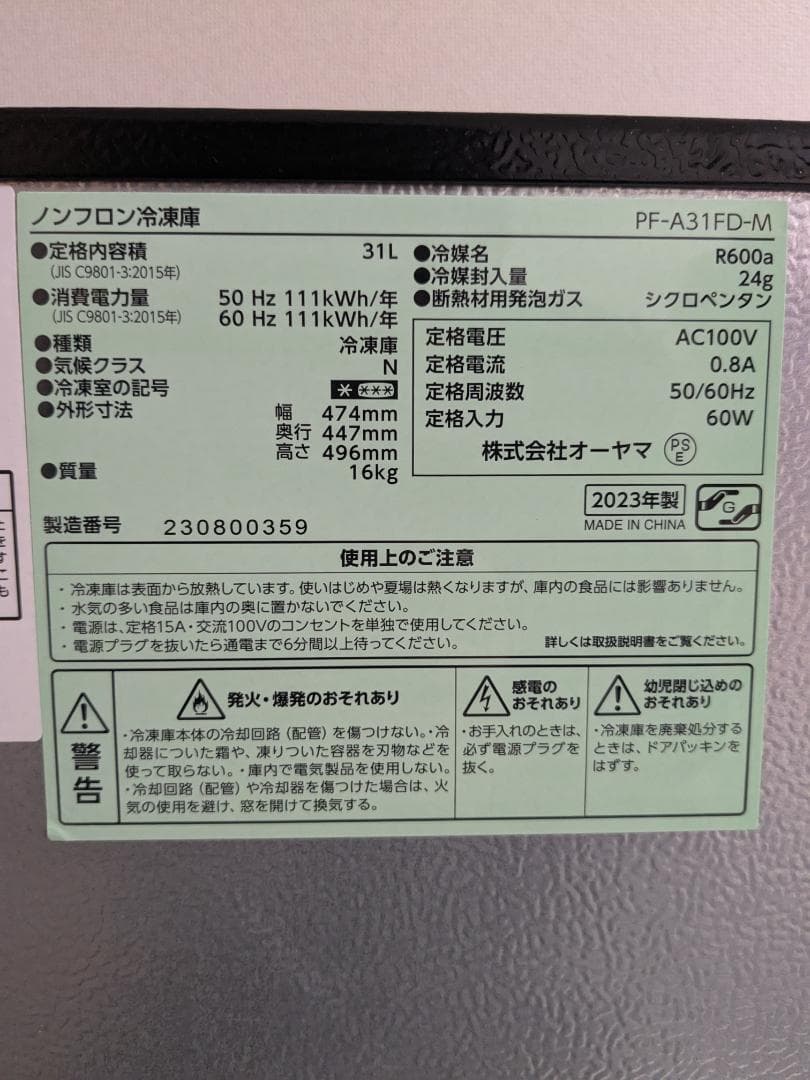 ノンフロン冷凍庫
PF-A31FD-M
●定格内容積 31L
(JIS C9801-3:2015年)
●消費電力量 50 Hz 111kWh/年
(JIS C9801-3:2015年) 60 Hz 111kWh/年
●種類 冷凍庫
●気候クラス N
●冷凍室の記号
●外形寸法 幅 474mm
奥行 447mm
高さ 496mm
●質量 16kg
●冷媒名 R600a
●冷媒封入量 24g
●断熱材用発泡ガス シクロペンタン
定格電圧 AC100V
定格電流 0.8A
定格周波数 50/60Hz
定格入力 60W
株式会社オーヤマ PSE
2023年製
MADE IN CHINA
G
製造番号 230800359
使用上のご注意
・冷凍庫は表面から放熱しています。使いはじめや夏場は熱くなりますが、庫内の食品には影響ありません。
・水気の多い食品は庫内の奥に置かないでください。
・電源は、定格15A・交流100Vのコンセントを単独で使用してください。
・電源プラグを抜いたら通電まで6分間以上待ってください。 詳しくは取扱説明書をご覧ください。
警告
発火・爆発のおそれあり
・冷凍庫本体の冷却回路（配管）を傷つけない。・冷
却器についた霜や、凍りついた容器を刃物などを
使って取らない。・庫内で電気製品を使用しない。
・冷却回路（配管）や冷却器を傷つけた場合は、火
気の使用を避け、窓を開けて換気する。
感電の
おそれあり
・お手入れのときは、
必ず電源プラグを
抜く。
幼児閉じ込めの
おそれあり
・冷凍庫を廃棄処分する
ときは、ドアパッキンを
はずす。